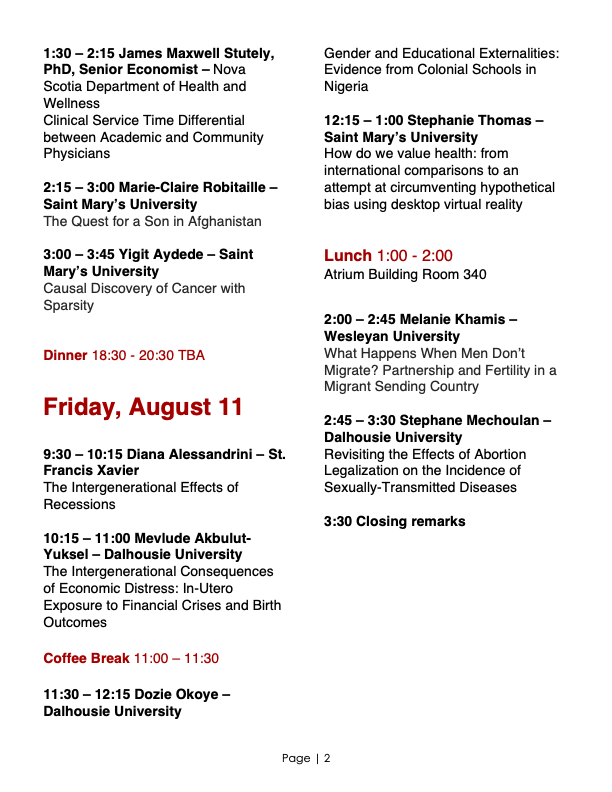 1:30 – 2:15 James Maxwell Stutely,
PhD, Senior Economist – Nova
Scotia Department of Health and
Wellness
Clinical Service Time Differential
between Academic and Community
Physicians
2:15 – 3:00 Marie-Claire Robitaille –
Saint Mary’s University
The Quest for a Son in Afghanistan
3:00 – 3:45 Yigit Aydede – Saint
Mary’s University
Causal Discovery of Cancer with
Sparsity
Dinner 18:30 - 20:30 TBA
Friday, August 11
9:30 – 10:15 Diana Alessandrini – St.
Francis Xavier
The Intergenerational Effects of
Recessions
10:15 – 11:00 Mevlude Akbulut-
Yuksel – Dalhousie University
The Intergenerational Consequences
of Economic Distress: In-Utero
Exposure to Financial Crises and Birth
Outcomes
Coffee Break 11:00 – 11:30
11:30 – 12:15 Dozie Okoye –
Dalhousie University
Gender and Educational Externalities:
Evidence from Colonial Schools in
Nigeria
12:15 – 1:00 Stephanie Thomas –
Saint Mary’s University
How do we value health: from
international comparisons to an
attempt at circumventing hypothetical
bias using desktop virtual reality
Lunch 1:00 - 2:00
Atrium Building Room 340
2:00 – 2:45 Melanie Khamis –
Wesleyan University
What Happens When Men Don’t
Migrate? Partnership and Fertility in a
Migrant Sending Country
2:45 – 3:30 Stephane Mechoulan –
Dalhousie University
Revisiting the Effects of Abortion
Legalization on the Incidence of
Sexually-Transmitted Diseases
3:30 Closing remarks
Page | 2